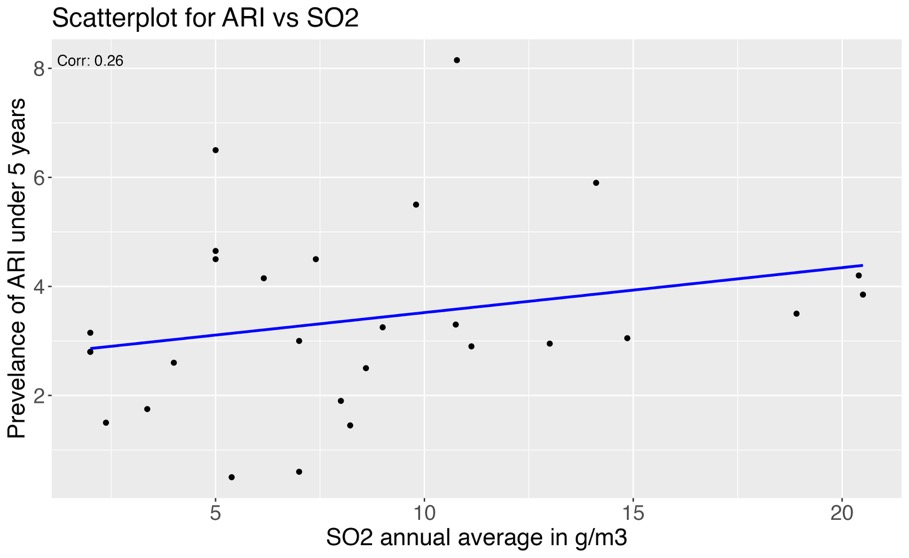 Scatterplot for ARI vs SO2
Corr: 0.26
8
6
4
2
Prevelance of ARI under 5 years
5 10 15 20
SO2 annual average in g/m3